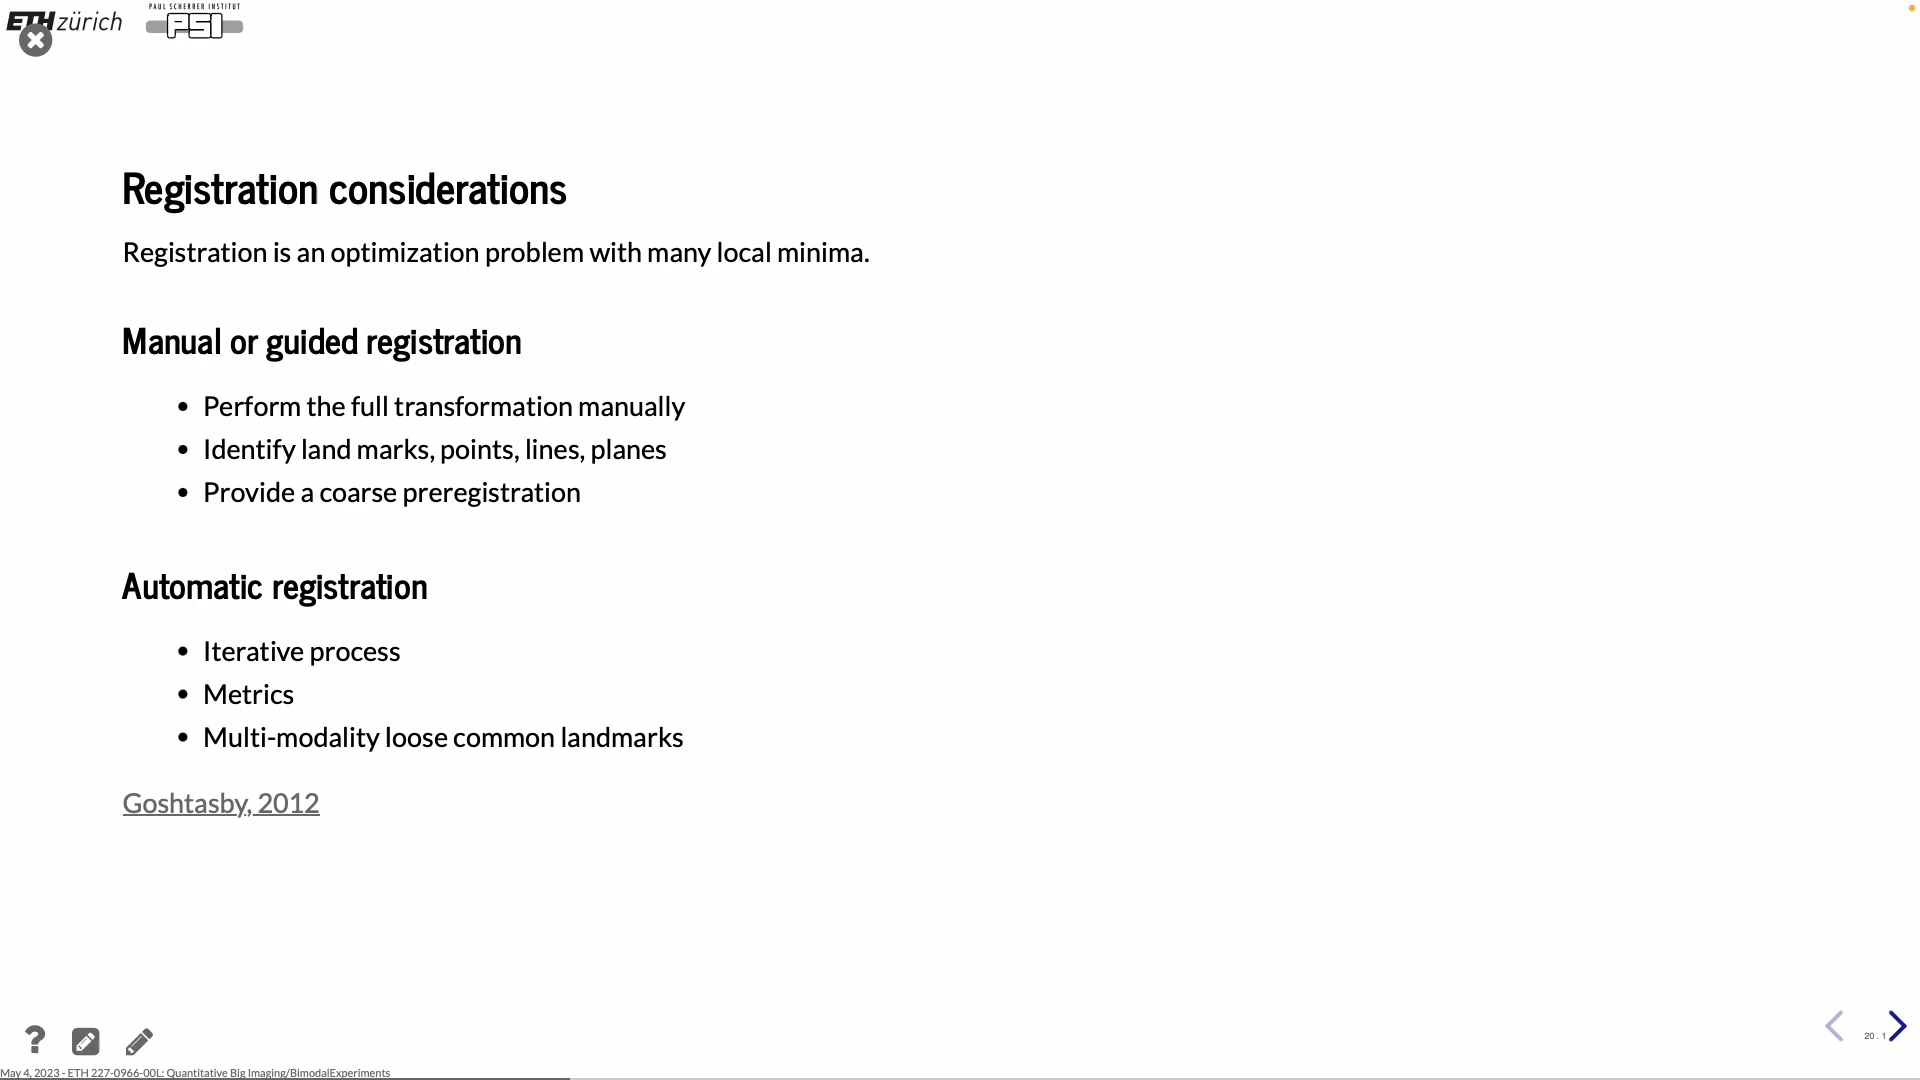 ETH zürich
PAUL SCHERRER INSTITUT
PSI
Registration considerations
Registration is an optimization problem with many local minima.
Manual or guided registration
• Perform the full transformation manually
• Identify land marks, points, lines, planes
• Provide a coarse preregistration
Automatic registration
• Iterative process
• Metrics
• Multi-modality loose common landmarks
Goshtasby, 2012
20 . 1
May 4, 2023 - ETH 227-0966-00L: Quantitative Big Imaging/BimodalExperiments